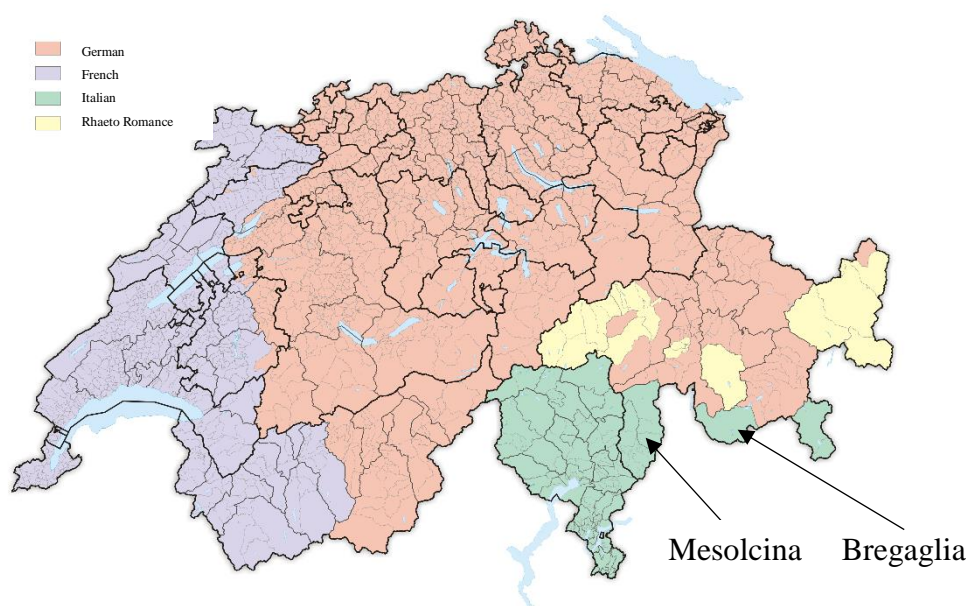 German
French
Italian
Rhaeto Romance
Mesolcina
Bregaglia